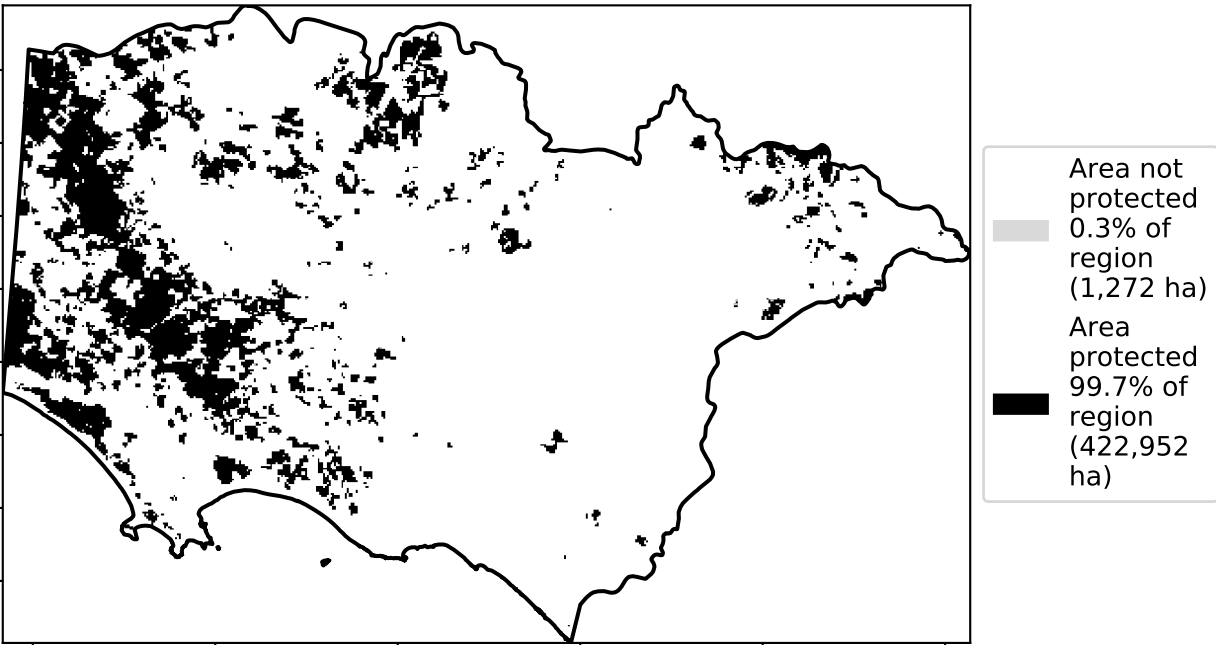 Area not
protected
0.3% of
region
(1,272 ha)
Area
protected
99.7% of
region
(422,952
ha)